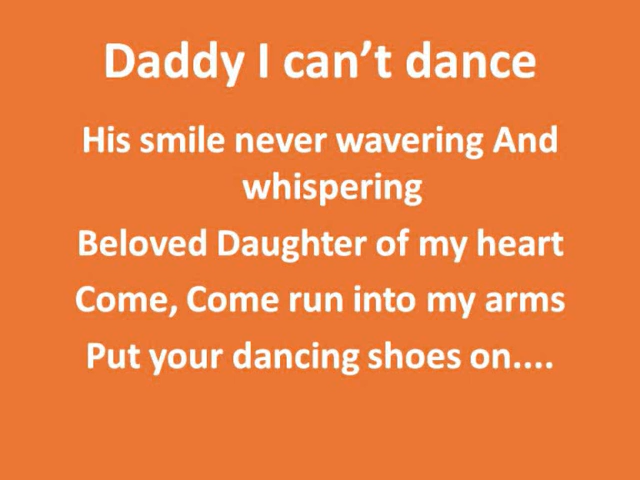 Daddy I can’t dance
His smile never wavering And
whispering
Beloved Daughter of my heart
Come, Come run into my arms
Put your dancing shoes on....